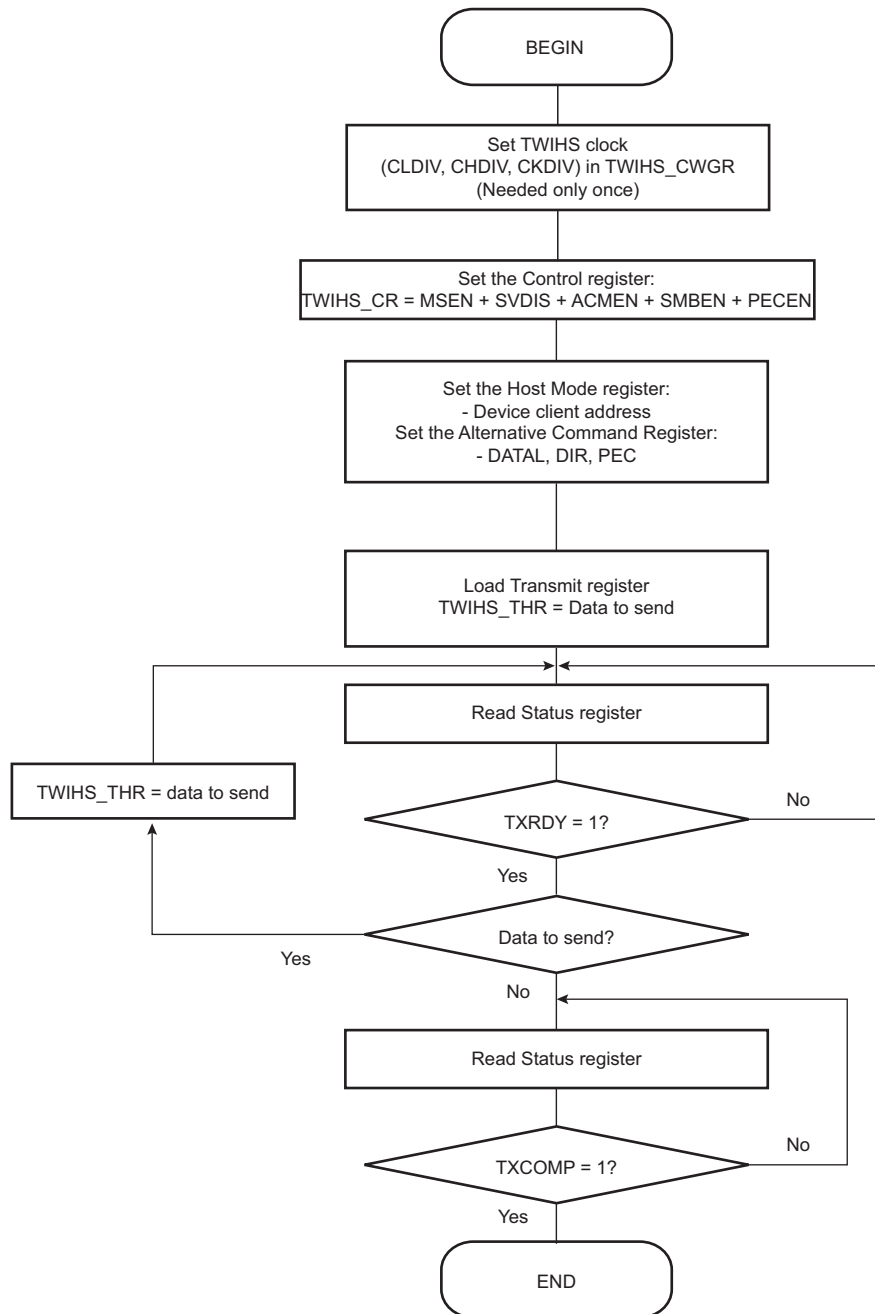 BEGIN
Set TWIHS clock
(CLDIV, CHDIV, CKDIV) in TWIHS_CWGR
(Needed only once)
Set the Control register:
TWIHS_CR = MSEN + SVDIS + ACMEN + SMBEN + PECEN
Set the Host Mode register:
- Device client address
Set the Alternative Command Register:
- DATAL, DIR, PEC
Load Transmit register
TWIHS_THR = Data to send
Read Status register
TWIHS_THR = data to send
TXRDY = 1?
No
Yes
Data to send?
Yes
No
Read Status register
TXCOMP = 1?
No
Yes
END